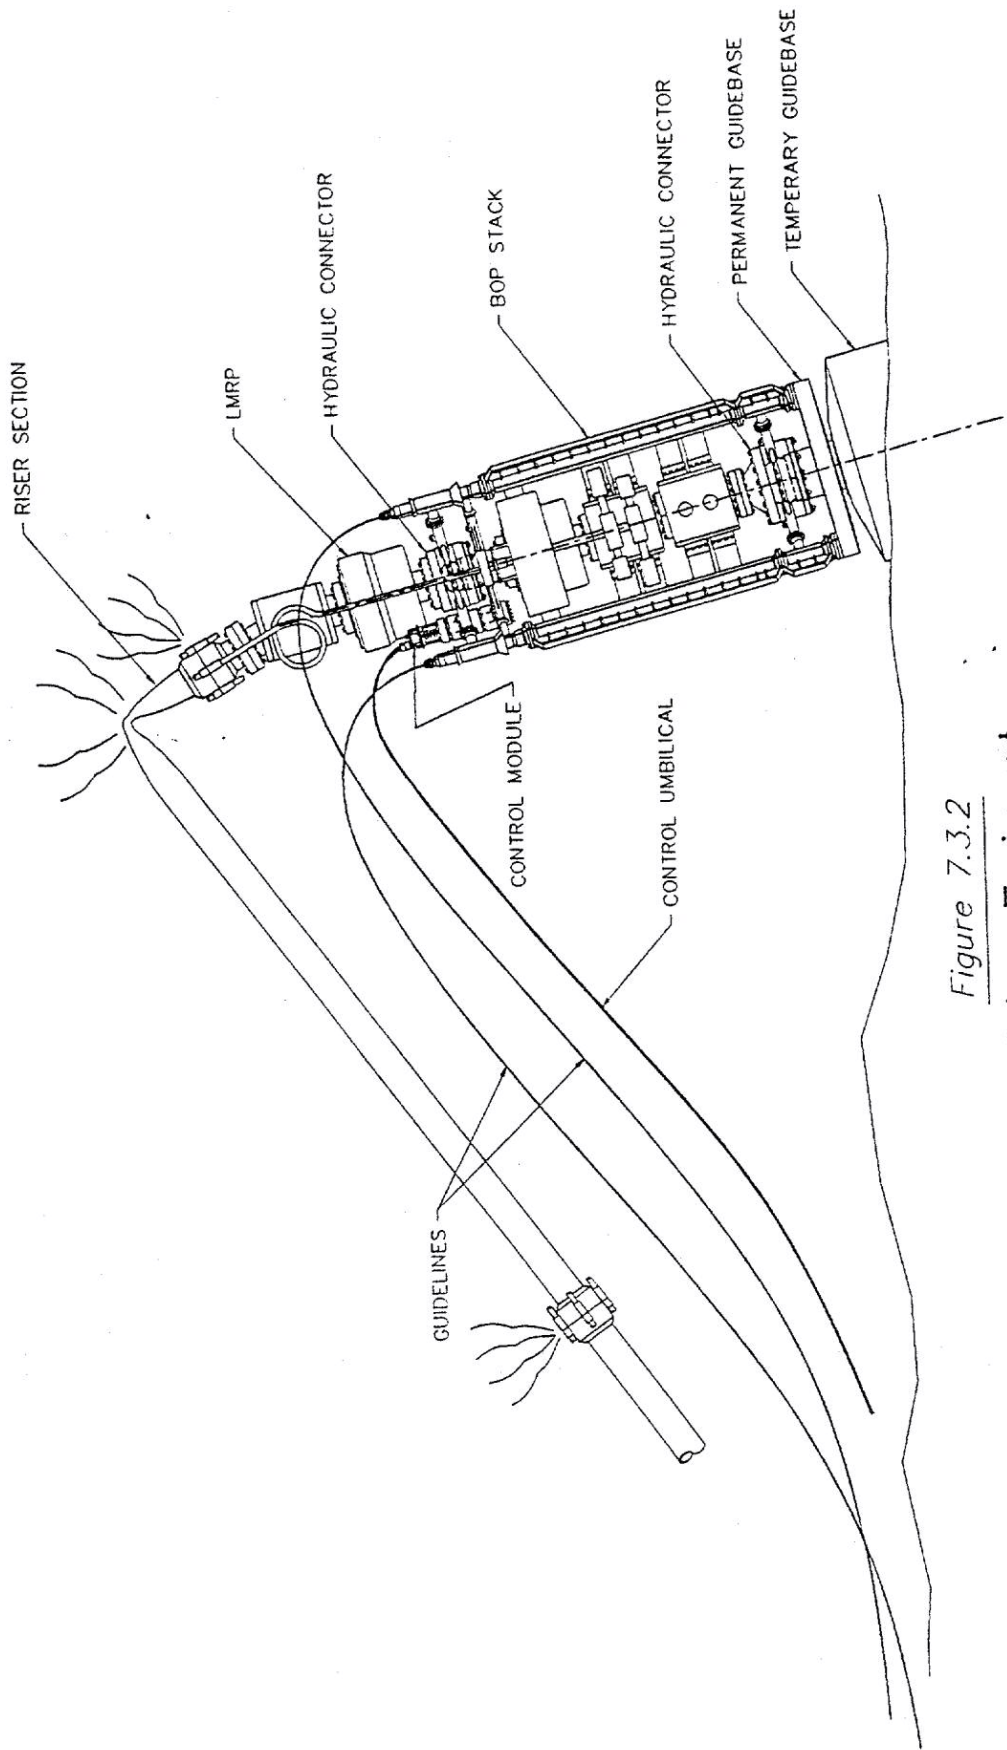 RISER SECTION
LMRP
HYDRAULIC CONNECTOR
BOP STACK
HYDRAULIC CONNECTOR
PERMANENT GUIDEBASE
TEMPERARY GUIDEBASE
CONTROL MODULE
CONTROL UMBILICAL
GUIDELINES
Figure 7.3.2